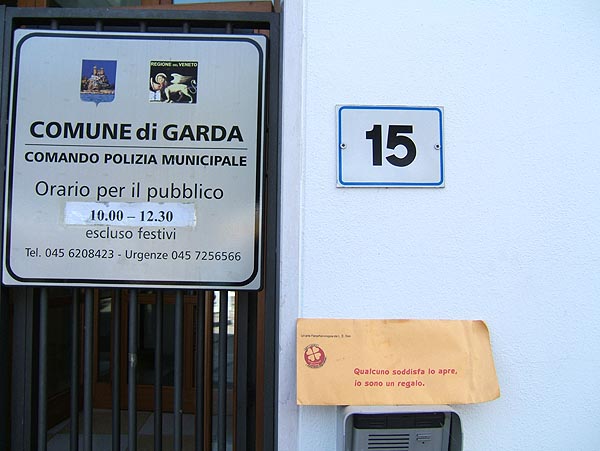 REGIONE DEL VENETO
COMUNE di GARDA
COMANDO POLIZIA MUNICIPALE
Orario per il pubblico
10.00 – 12.30
escluso festivi
Tel. 045 6208423 - Urgenze 045 7256566
15
Qualcuno soddisfa lo apre,
io sono un regalo.